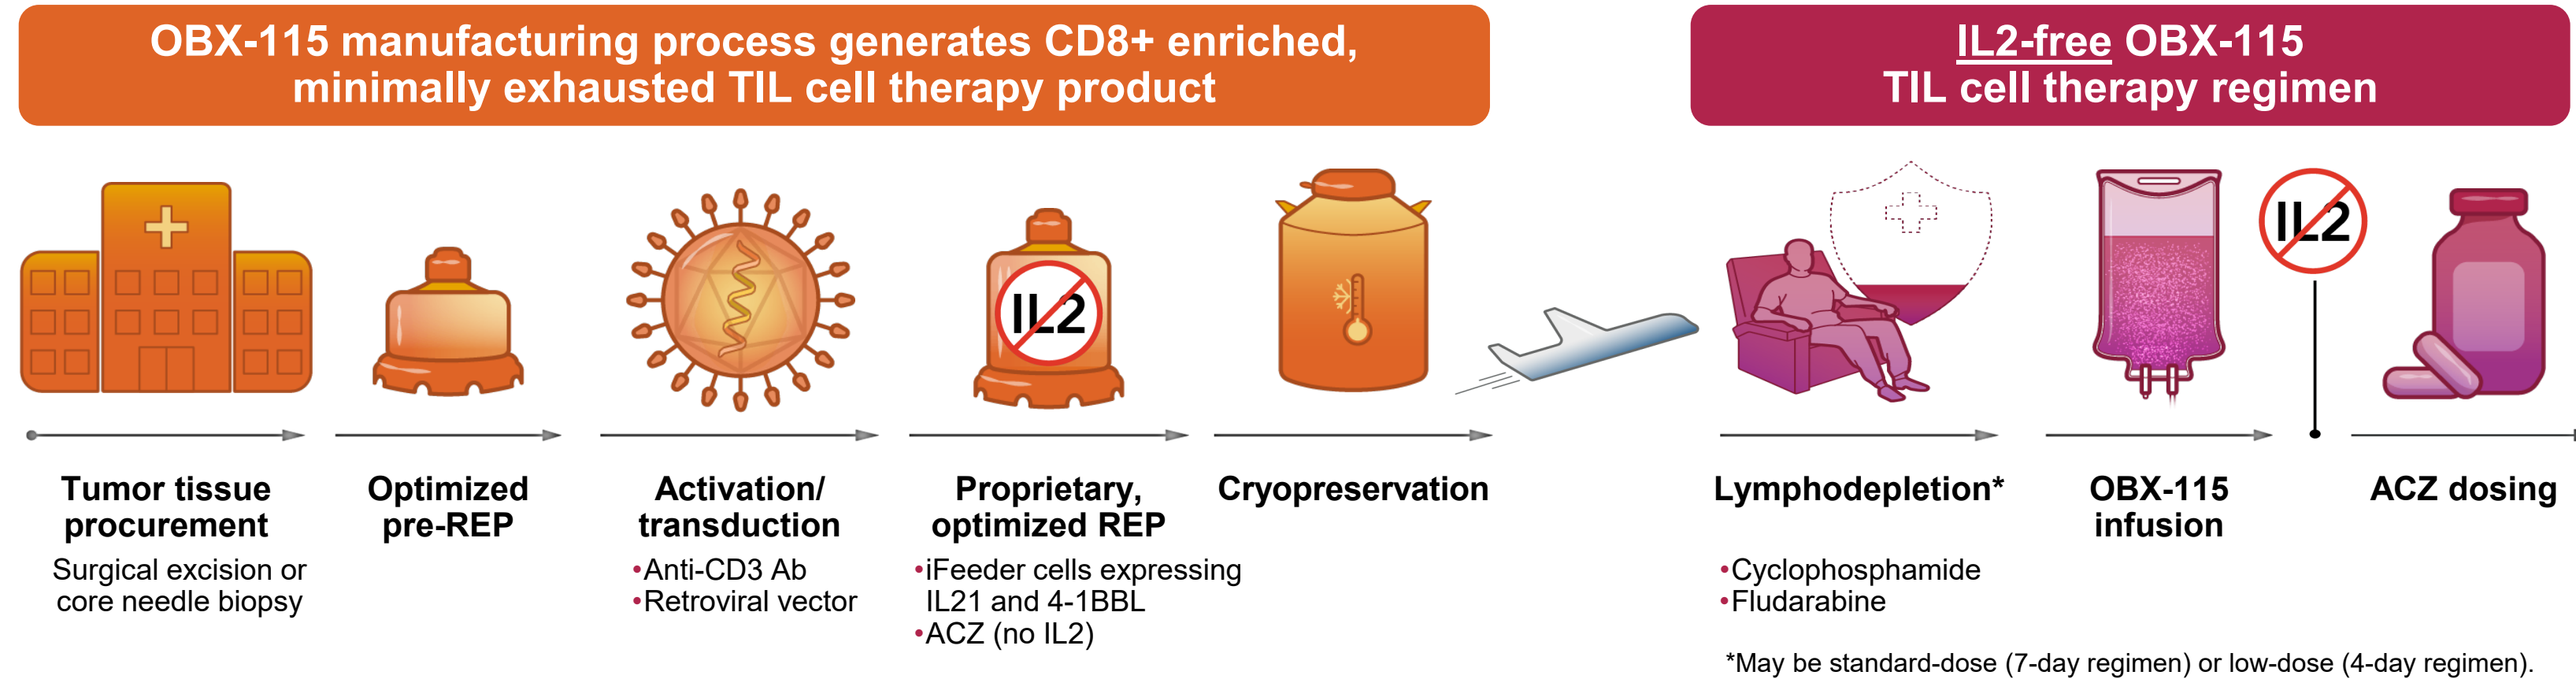 OBX-115 manufacturing process generates CD8+ enriched,
minimally exhausted TIL cell therapy product
IL2-free OBX-115
TIL cell therapy regimen
IL2
IL2
Tumor tissue
procurement
Surgical excision or
core needle biopsy
Optimized
pre-REP
Activation/
transduction
•Anti-CD3 Ab
•Retroviral vector
Proprietary,
optimized REP
•iFeeder cells expressing
IL21 and 4-1BBL
•ACZ (no IL2)
Cryopreservation
Lymphodepletion*
•Cyclophosphamide
•Fludarabine
OBX-115
infusion
ACZ dosing
*May be standard-dose (7-day regimen) or low-dose (4-day regimen).